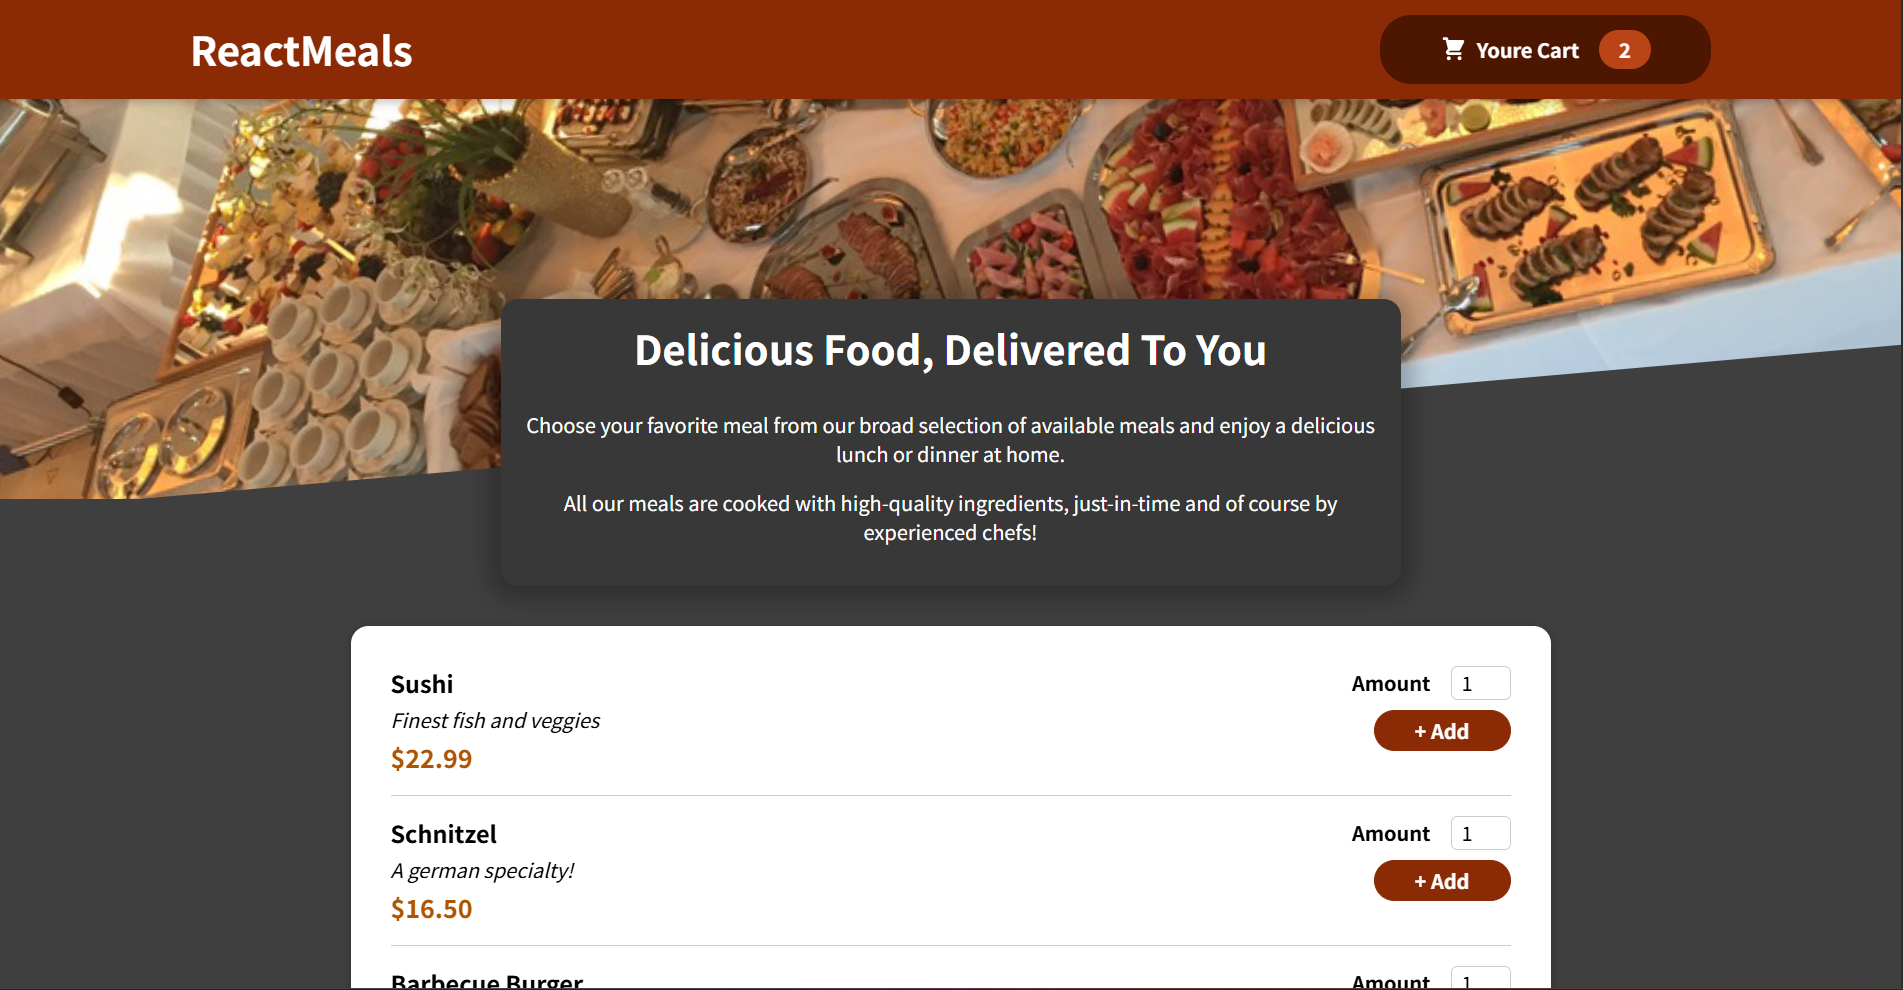 ReactMeals
Youre Cart 2
Delicious Food, Delivered To You
Choose your favorite meal from our broad selection of available meals and enjoy a delicious
lunch or dinner at home.
All our meals are cooked with high-quality ingredients, just-in-time and of course by
experienced chefs!
Sushi
Amount 1
Finest fish and veggies
+ Add
$22.99
Schnitzel
Amount 1
A german specialty!
+ Add
$16.50
Barbecue Burger
Amount 1